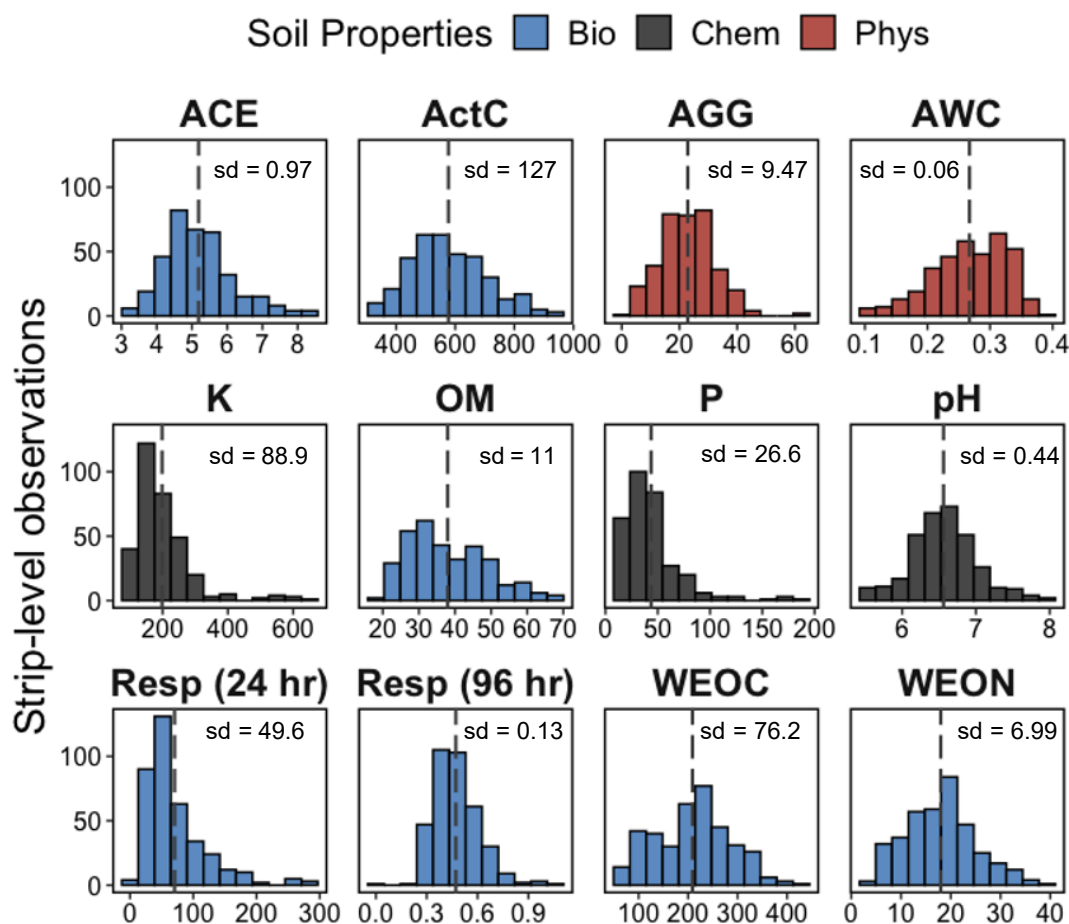 Soil Properties Bio Chem Phys
Strip-level observations
ACE ActC AGG AWC
sd = 0.97 sd = 127 sd = 9.47 sd = 0.06
100
50
0
3 4 5 6 7 8 400 600 800 1000 0 20 40 60 0.1 0.2 0.3 0.4
K OM P pH
sd = 88.9 sd = 11 sd = 26.6 sd = 0.44
100
50
0
200 400 600 20 30 40 50 60 70 0 50 100 150 200 6 7 8
Resp (24 hr) Resp (96 hr) WEOC WEON
sd = 49.6 sd = 0.13 sd = 76.2 sd = 6.99
100
50
0
0 100 200 300 0.0 0.3 0.6 0.9 100 200 300 400 0 10 20 30 40